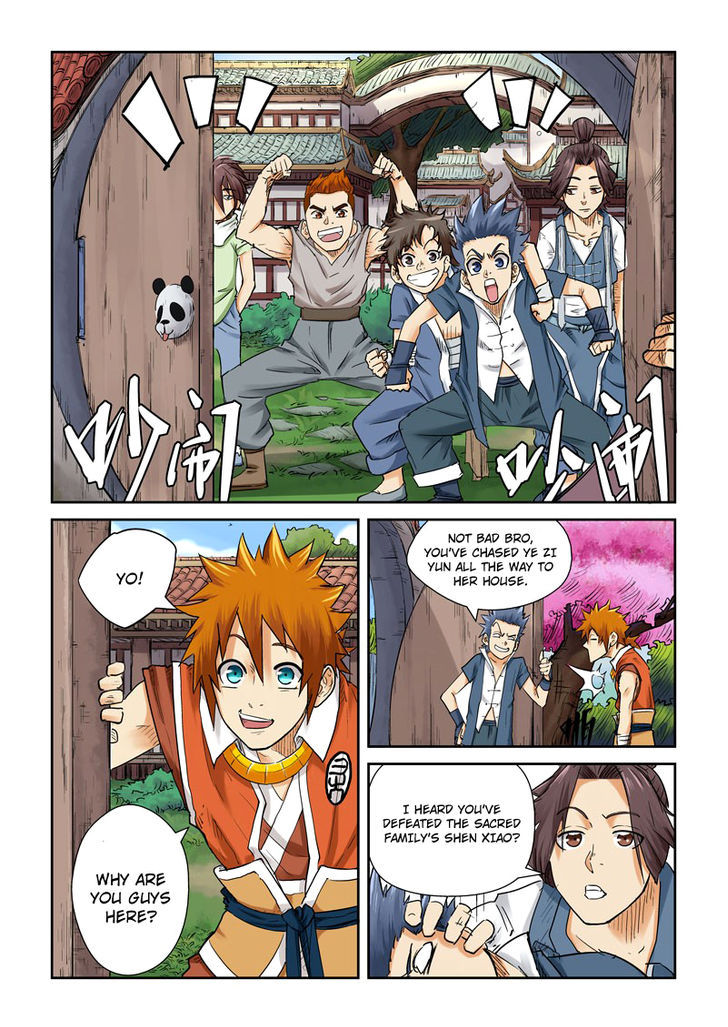 吵闹
吵闹
YO!
WHY ARE
YOU GUYS
HERE?
NOT BAD BRO,
YOU'VE CHASED YE ZI
YUN ALL THE WAY TO
HER HOUSE.
I HEARD YOU'VE
DEFEATED THE SACRED
FAMILY'S SHEN XIAO?